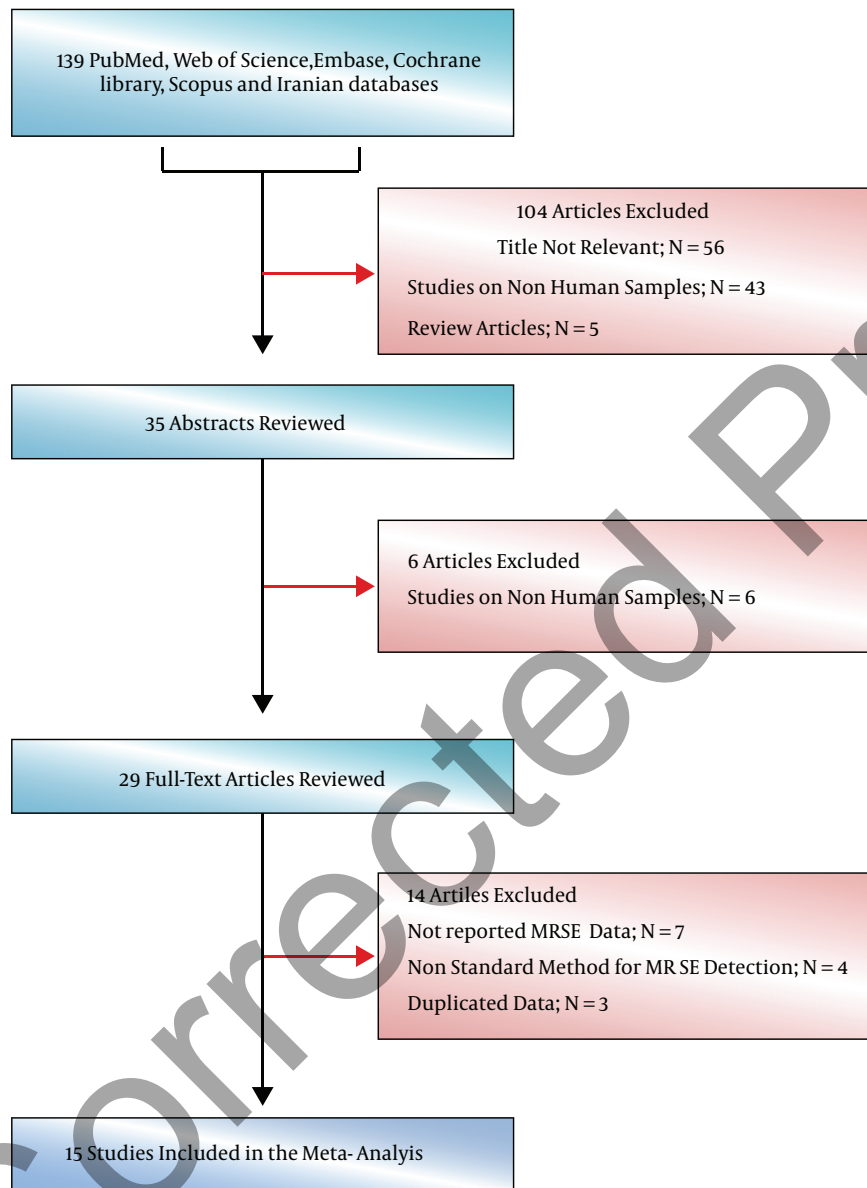 139 PubMed, Web of Science,Embase, Cochrane
library, Scopus and Iranian databases
104 Articles Excluded
Title Not Relevant; N = 56
Studies on Non Human Samples; N = 43
Review Articles; N = 5
35 Abstracts Reviewed
6 Articles Excluded
Studies on Non Human Samples; N = 6
29 Full-Text Articles Reviewed
14 Artiles Excluded
Not reported MRSE Data; N = 7
Non Standard Method for MR SE Detection; N = 4
Duplicated Data; N = 3
15 Studies Included in the Meta- Analyis
Corrected Pr